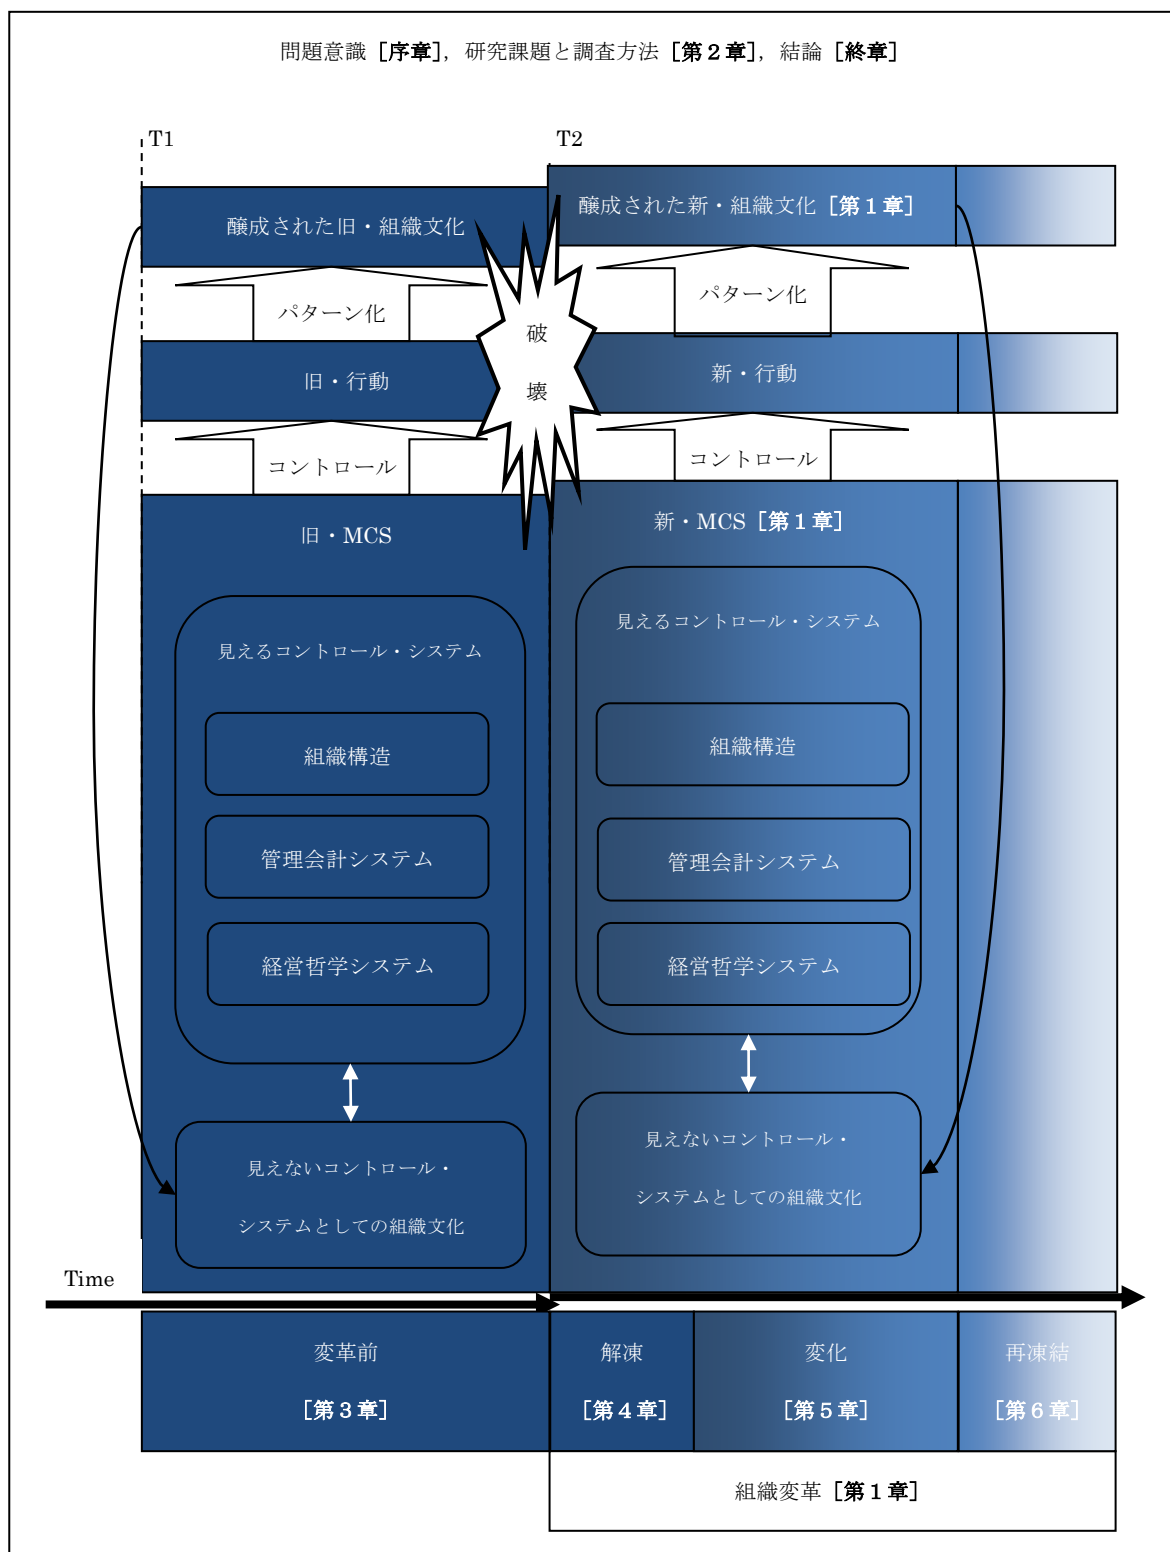 問題意識［序章］，研究課題と調査方法［第２章］，結論［終章］
T1
T2
醸成された旧・組織文化
醸成された新・組織文化［第１章］
パターン化
パターン化
破
壊
旧・行動
新・行動
コントロール
コントロール
旧・MCS
新・MCS［第１章］
見えるコントロール・システム
見えるコントロール・システム
組織構造
組織構造
管理会計システム
管理会計システム
経営哲学システム
経営哲学システム
見えないコントロール・
システムとしての組織文化
見えないコントロール・
システムとしての組織文化
Time
変革前
［第３章］
解凍
［第４章］
変化
［第５章］
再凍結
［第６章］
組織変革［第１章］